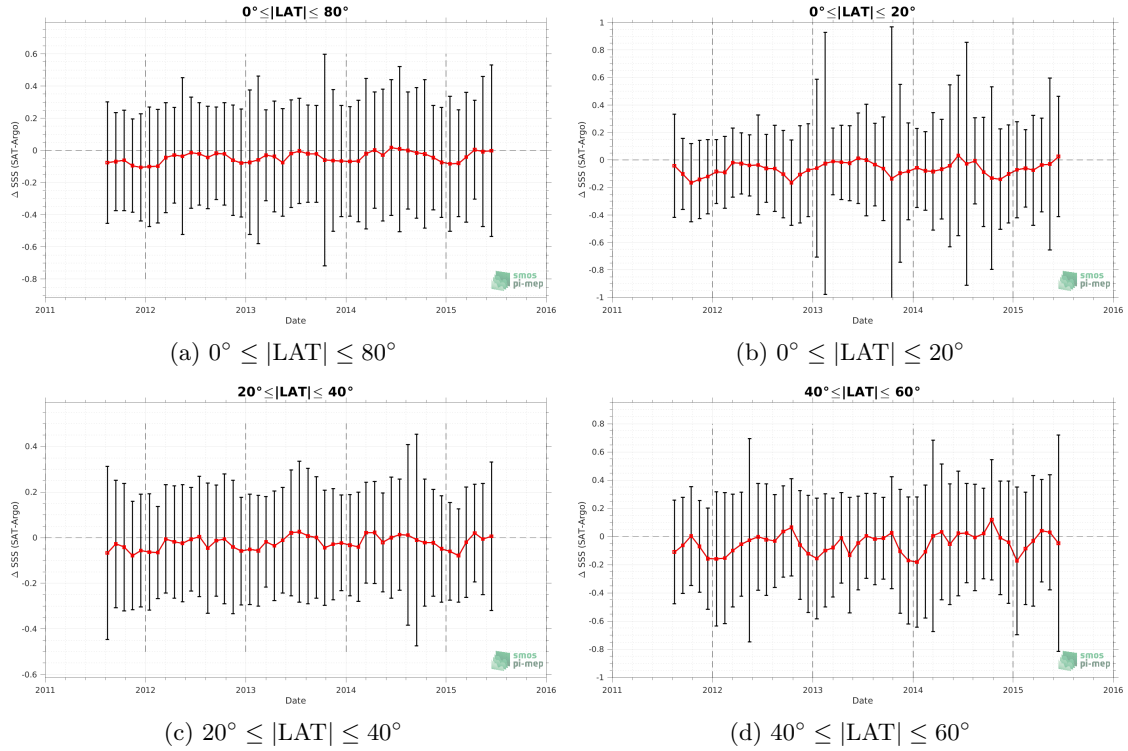 0°≤|LAT|≤ 80°
Δ SSS (SAT-Argo)
0.6
0.4
0.2
0
-0.2
-0.4
-0.6
-0.8
2011
2012
2013
2014
2015
2016
Date
smos
pi-mep
(a) 0° ≤ |LAT| ≤ 80°
0°≤|LAT|≤ 20°
Δ SSS (SAT-Argo)
1
0.8
0.6
0.4
0.2
0
-0.2
-0.4
-0.6
-0.8
-1
2011
2012
2013
2014
2015
2016
Date
smos
pi-mep
(b) 0° ≤ |LAT| ≤ 20°
20°≤|LAT|≤ 40°
Δ SSS (SAT-Argo)
0.4
0.2
0
-0.2
-0.4
-0.6
2011
2012
2013
2014
2015
2016
Date
smos
pi-mep
(c) 20° ≤ |LAT| ≤ 40°
40°≤|LAT|≤ 60°
Δ SSS (SAT-Argo)
0.8
0.6
0.4
0.2
0
-0.2
-0.4
-0.6
-0.8
-1
2011
2012
2013
2014
2015
2016
Date
smos
pi-mep
(d) 40° ≤ |LAT| ≤ 60°